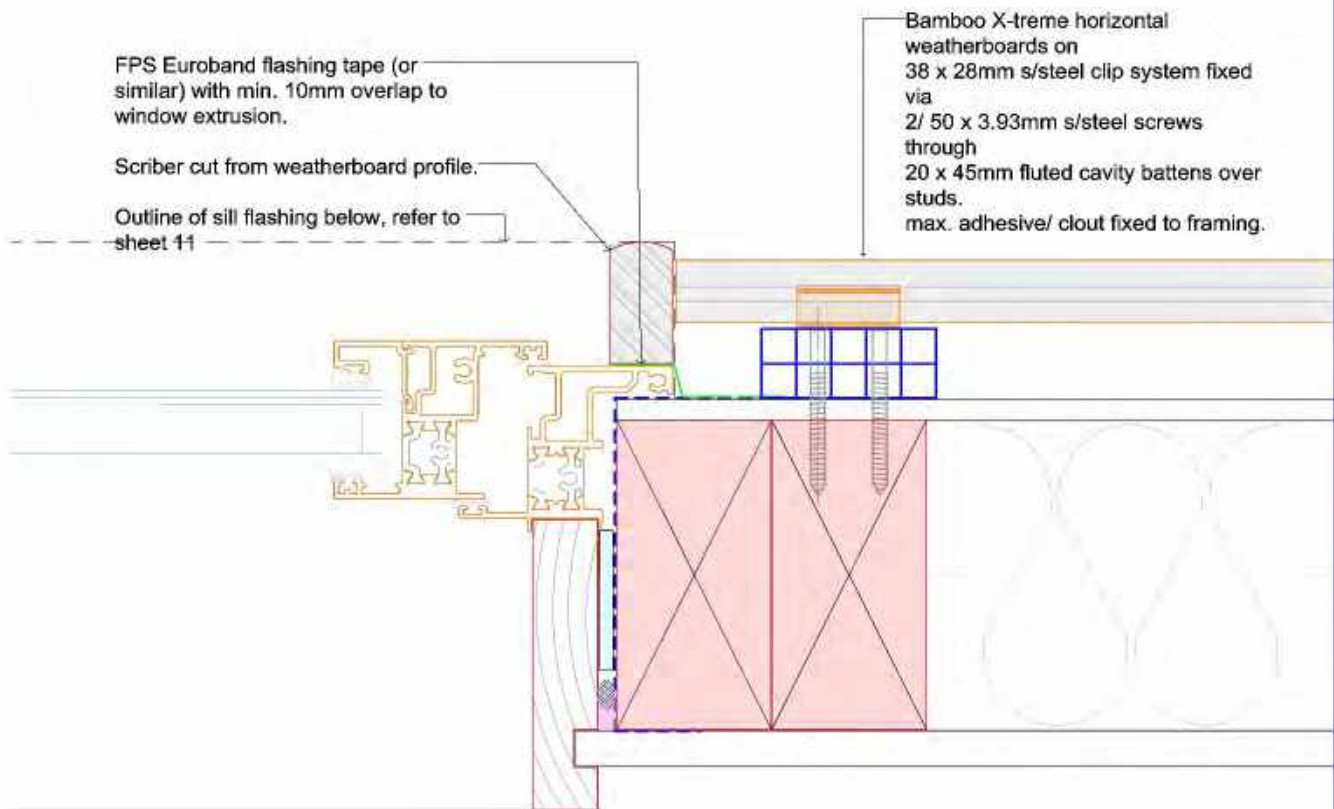 FPS Euroband flashing tape (or
similar) with min. 10mm overlap to
window extrusion.
Scriber cut from weatherboard profile.
Outline of sill flashing below, refer to
sheet 11
Bamboo X-treme horizontal
weatherboards on
38 x 28mm s/steel clip system fixed
via
2/ 50 x 3.93mm s/steel screws
through
20 x 45mm fluted cavity battens over
studs.
max. adhesive/ clout fixed to framing.